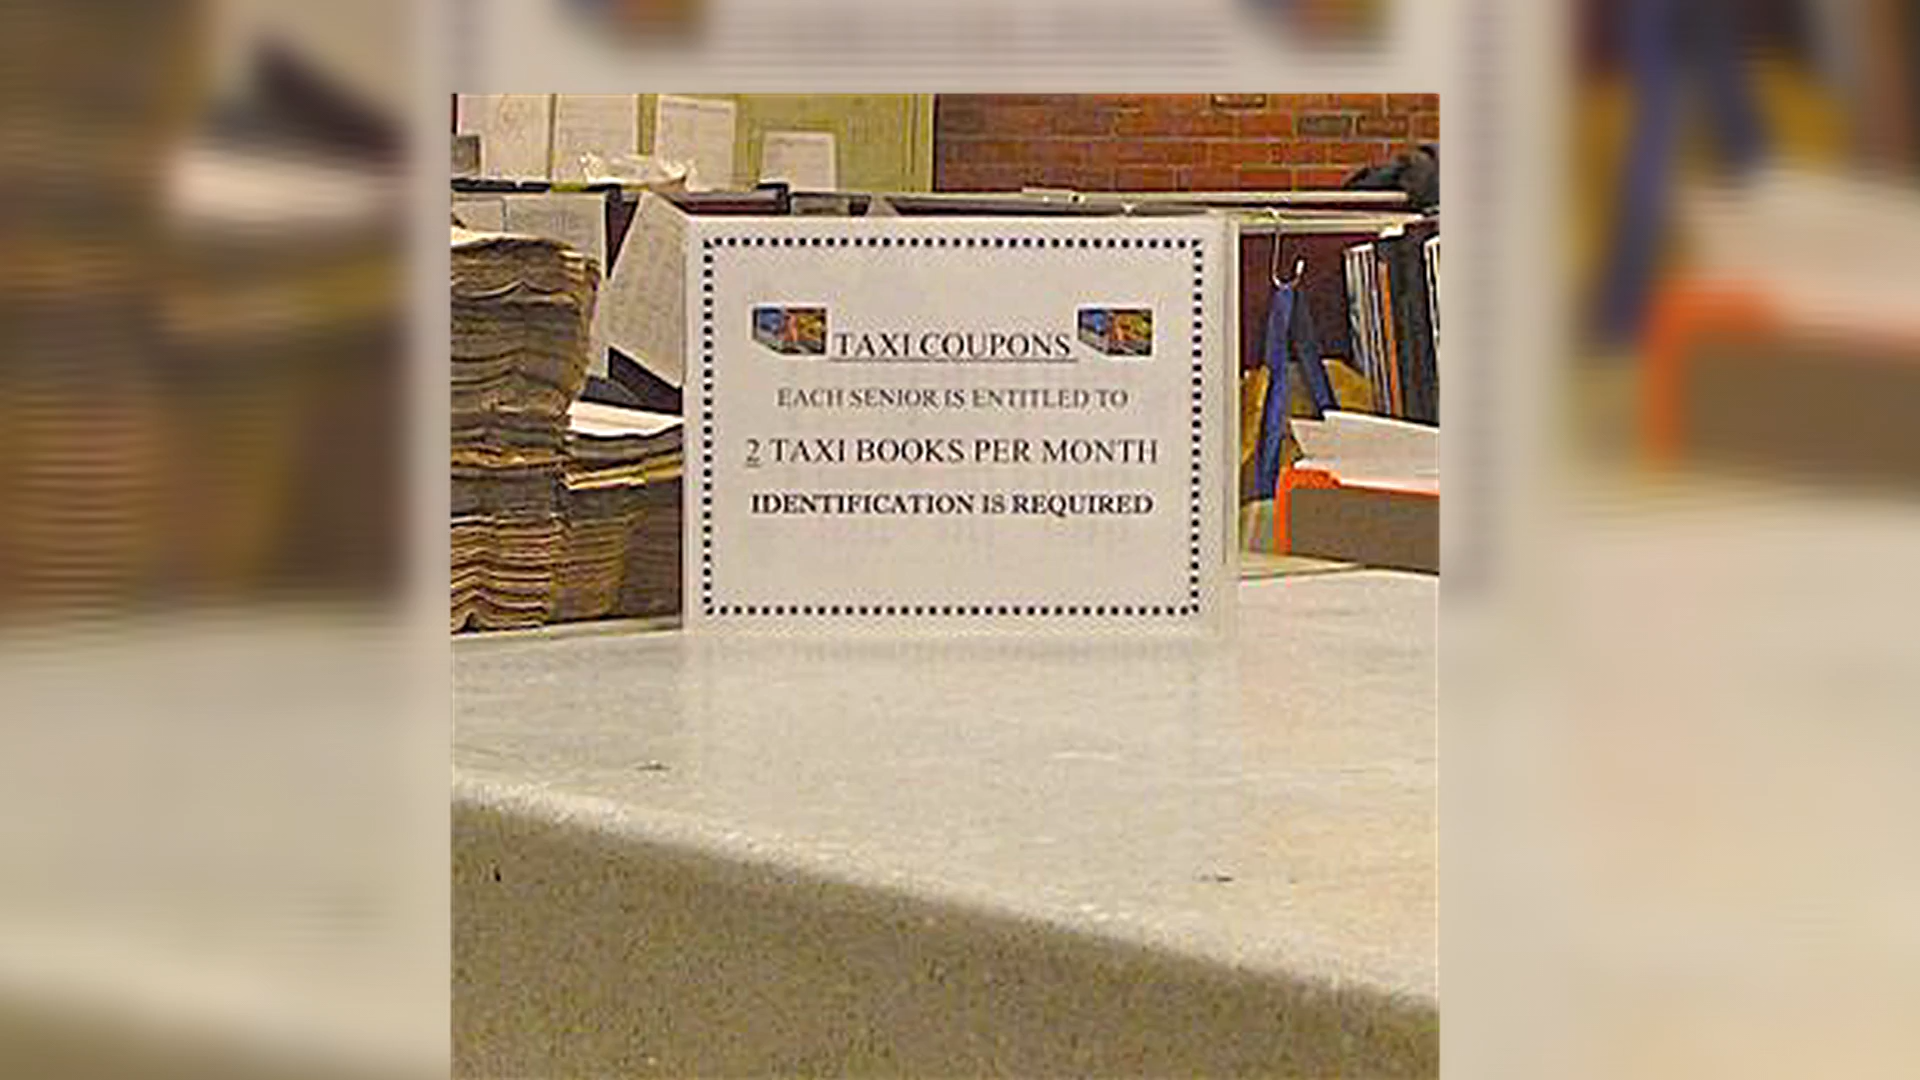 TAXI COUPONS
EACH SENIOR IS ENTITLED TO
2 TAXI BOOKS PER MONTH
IDENTIFICATION IS REQUIRED